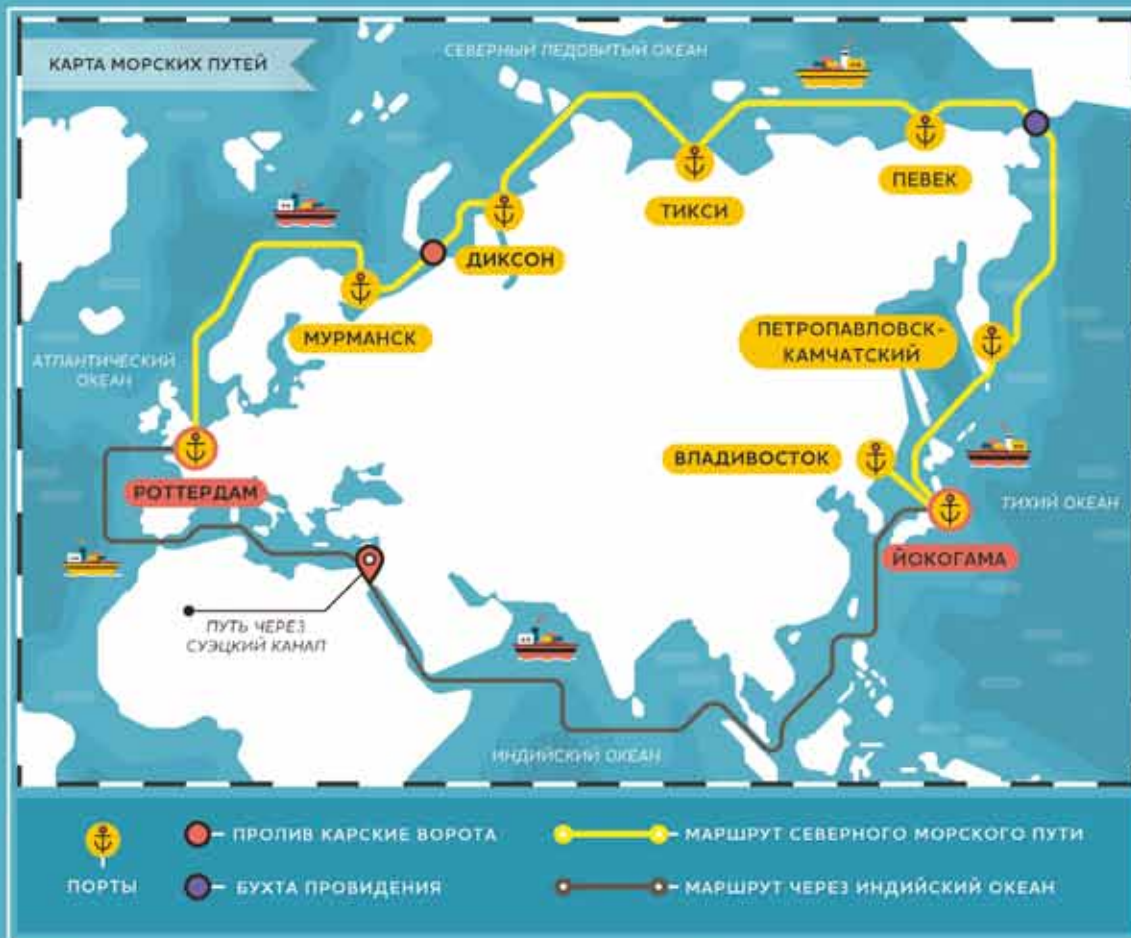 КАРТА МОРСКИХ ПУТЕЙ
СЕВЕРНЫЙ ЛЕДОВИТЫЙ ОКЕАН
ПЕВЕК
ТИКСИ
ДИКСОН
МУРМАНСК
ПЕТРОПАВЛОВСК-
КАМЧАТСКИЙ
АТЛАНТИЧЕСКИЙ
ОКЕАН
ВЛАДИВОСТОК
РОТТЕРДАМ
ТИХИЙ ОКЕАН
ЙОКОГАМА
ПУТЬ ЧЕРЕЗ
СУЭЦКИЙ КАНАЛ
ИНДИЙСКИЙ ОКЕАН
ПОРТЫ
ПРОЛИВ КАРСКИЕ ВОРОТА
БУХТА ПРОВИДЕНИЯ
МАРШРУТ СЕВЕРНОГО МОРСКОГО ПУТИ
МАРШРУТ ЧЕРЕЗ ИНДИЙСКИЙ ОКЕАН